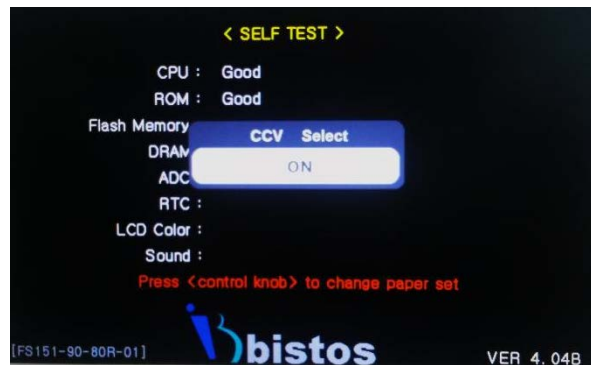 < SELF TEST >
CPU : Good
ROM : Good
Flash Memory
DRAM
CCV Select
ADC
ON
RTC :
LCD Color :
Sound :
Press <control knob> to change paper set
bistos
[FS151-90-80R-01]
VER 4.04B